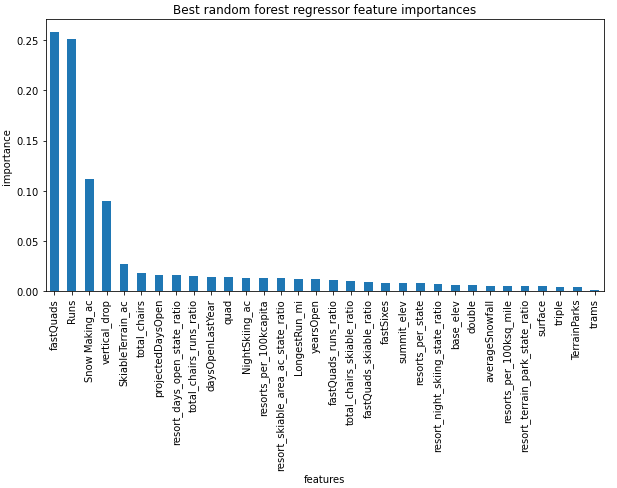 Best random forest regressor feature importances
importance
0.25
0.20
0.15
0.10
0.05
0.00
fastQuads
Runs
Snow Making_ac
vertical_drop
SkiableTerrain_ac
total_chairs
projectedDaysOpen
resort_days_open_state_ratio
total_chairs_runs_ratio
daysOpenLastYear
quad
NightSkiing_ac
resorts_per_100kcapita
resort_skiable_area_ac_state_ratio
LongestRun_mi
yearsOpen
fastQuads_runs_ratio
total_chairs_skiable_ratio
fastQuads_skiable_ratio
fastSixes
summit_elev
resorts_per_state
resort_night_skiing_state_ratio
base_elev
double
averageSnowfall
resorts_per_100ksq_mile
resort_terrain_park_state_ratio
surface
triple
TerrainParks
trams
features